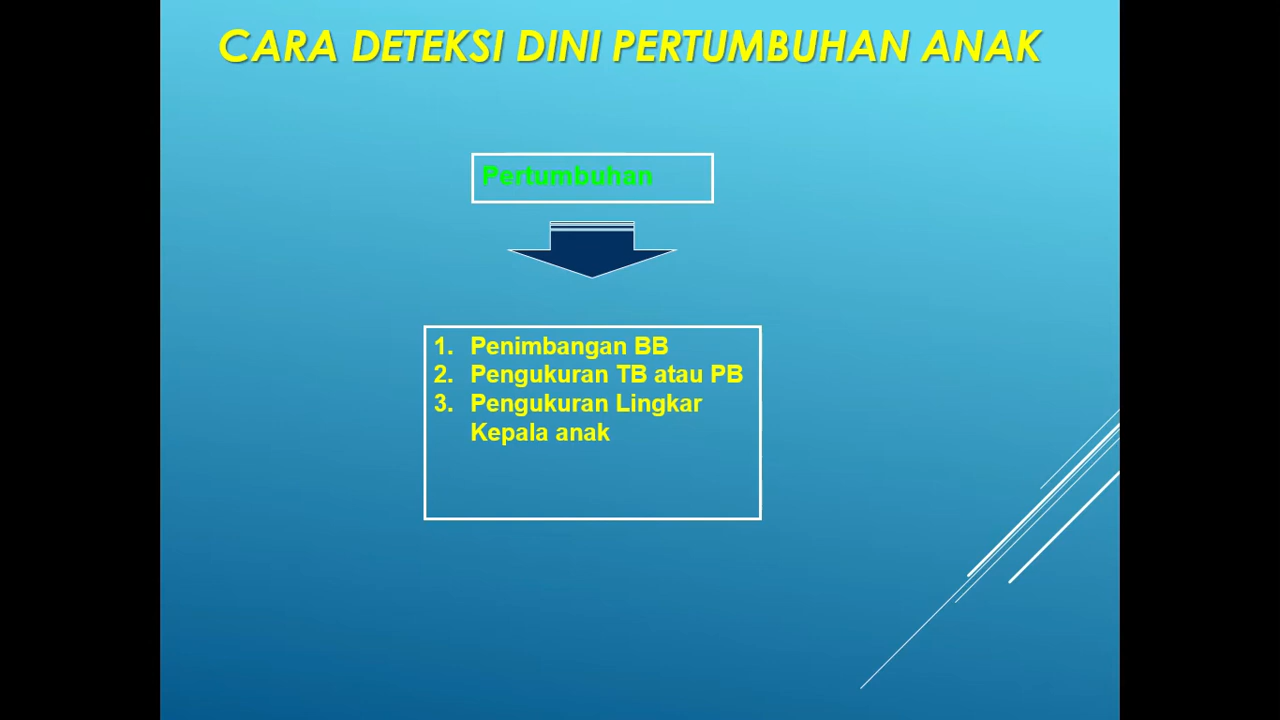 CARA DETEKSI DINI PERTUMBUHAN ANAK
Pertumbuhan
1. Penimbangan BB
2. Pengukuran TB atau PB
3. Pengukuran Lingkar
Kepala anak